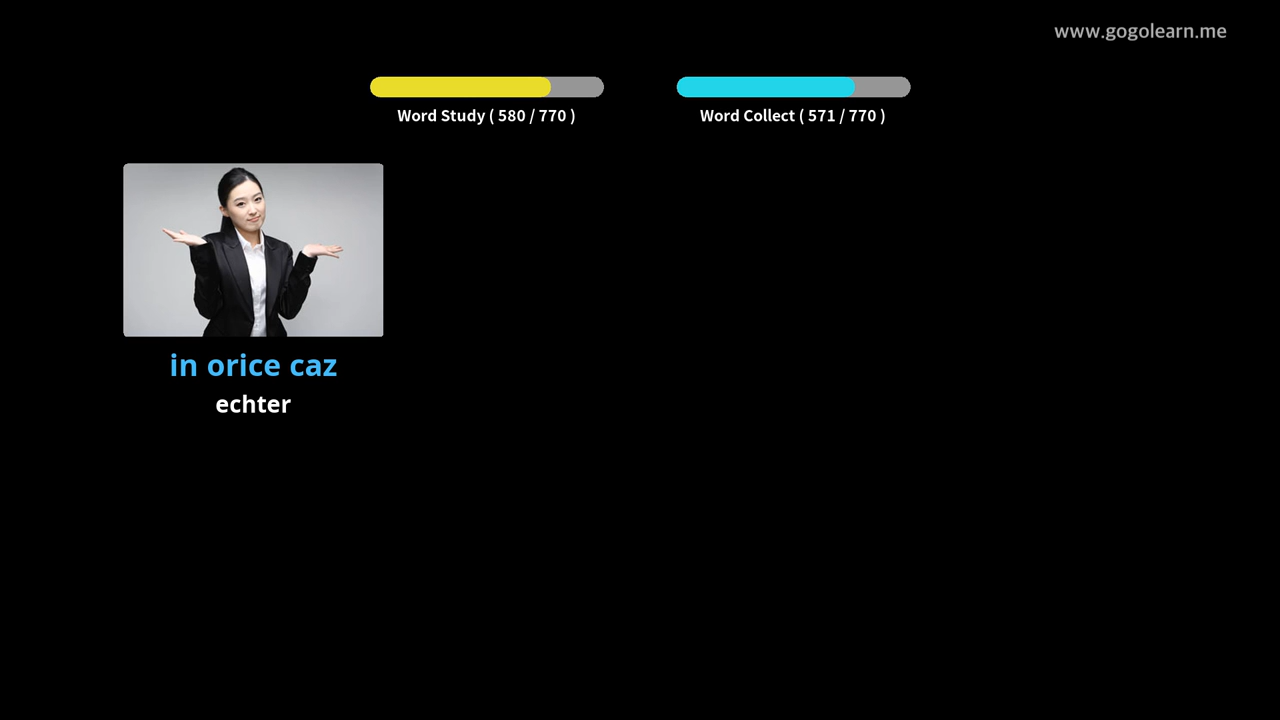 www.gogolearn.me
Word Study ( 580 / 770 )
Word Collect ( 571 / 770 )
in orice caz
echter